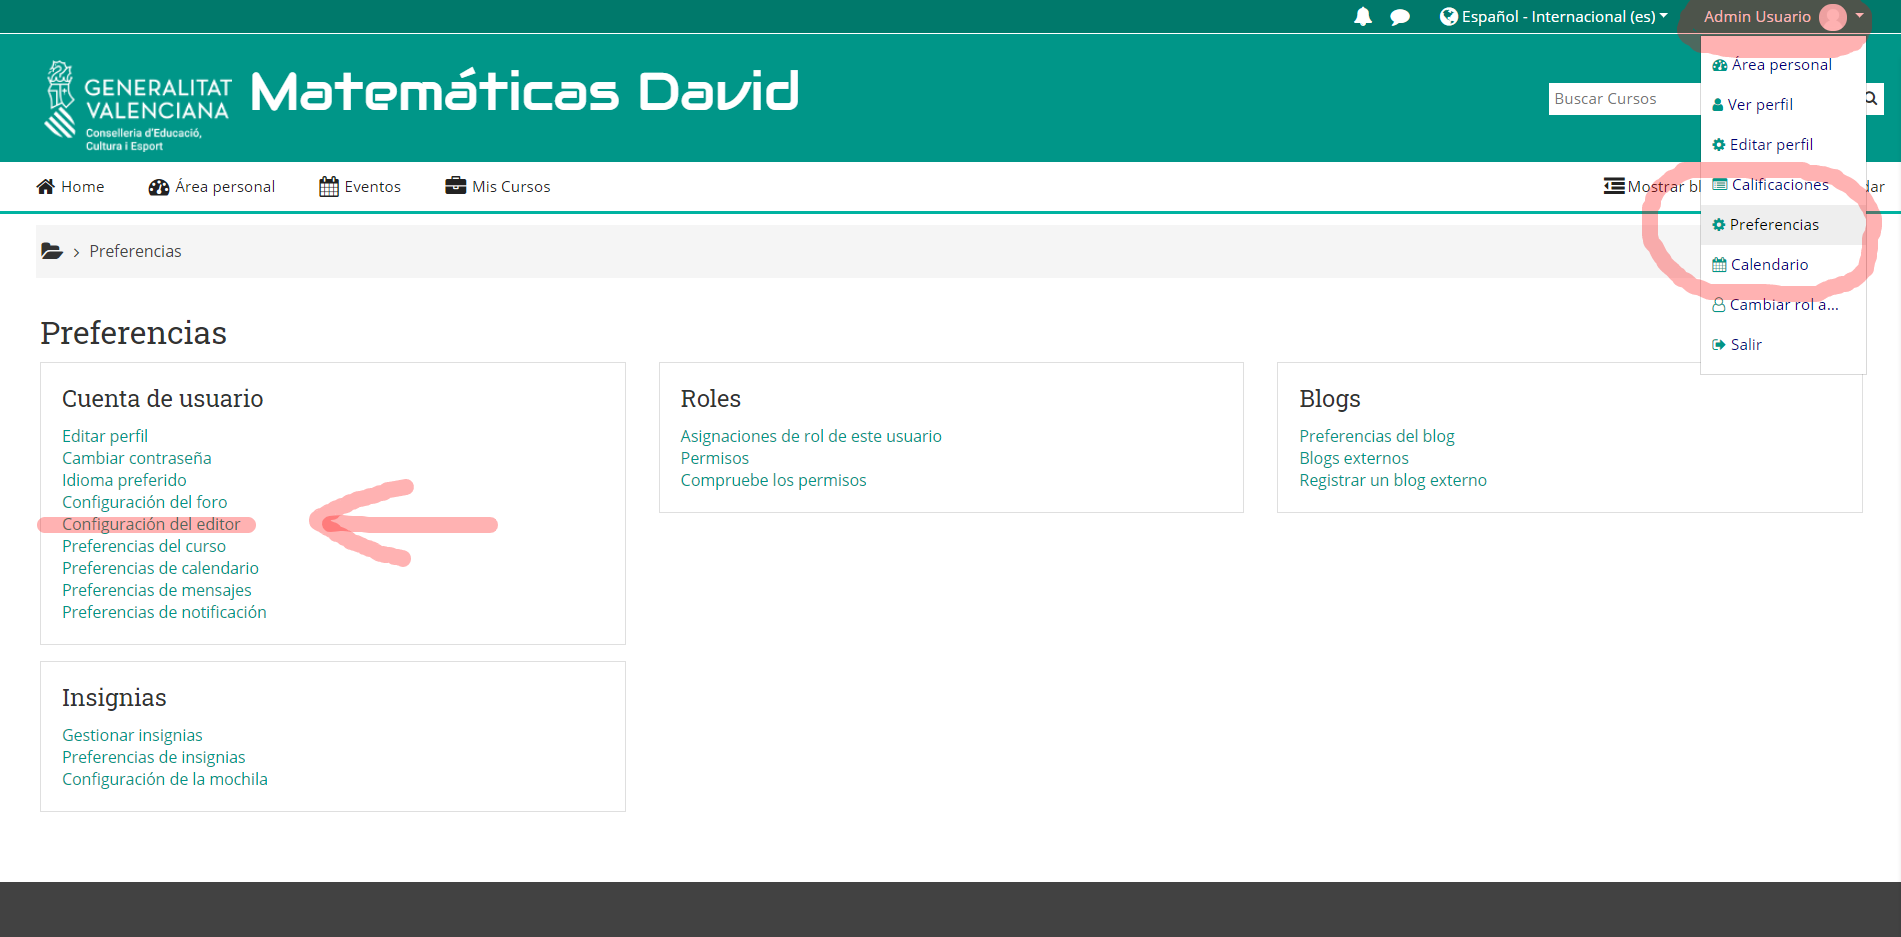 Español - Internacional (es)
Admin Usuario
GENERALITAT
VALENCIANA
Conselleria d'Educació,
Cultura i Esport
Matemáticas David
Buscar Cursos
Área personal
Ver perfil
Editar perfil
Calificaciones
Preferencias
Calendario
Cambiar rol a...
Salir
Home
Área personal
Eventos
Mis Cursos
Mostrar bl
dar
> Preferencias
Preferencias
Cuenta de usuario
Editar perfil
Cambiar contraseña
Idioma preferido
Configuración del foro
Configuración del editor
Preferencias del curso
Preferencias de calendario
Preferencias de mensajes
Preferencias de notificación
Roles
Asignaciones de rol de este usuario
Permisos
Compruebe los permisos
Blogs
Preferencias del blog
Blogs externos
Registrar un blog externo
Insignias
Gestionar insignias
Preferencias de insignias
Configuración de la mochila